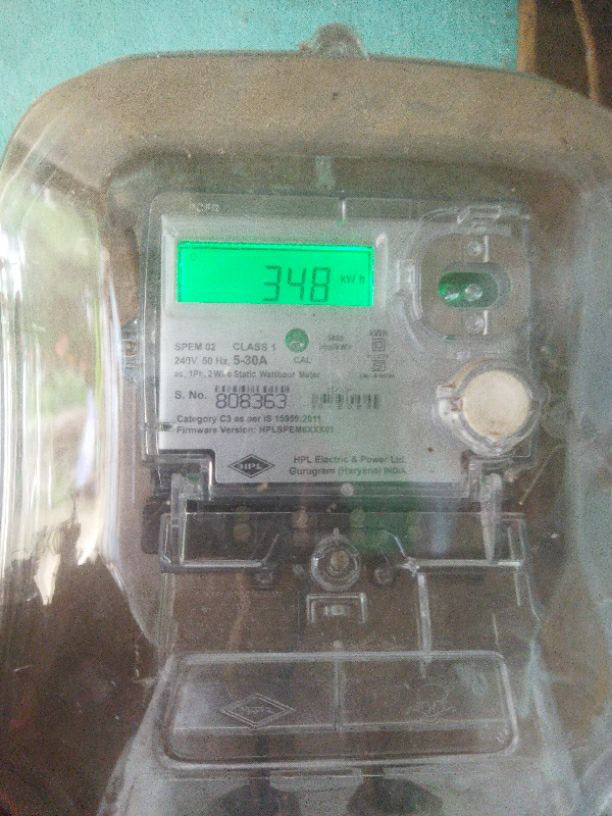 348 kWh
SPEM 02 CLASS 1
240V, 50 Hz, 5-30A CAL
ac, 1Ph, 2Wire Static Watthour Meter
S. No. 808363
Category C3 as per IS 15959:2011
Firmware Version:
HPL
HPL Electric & Power Ltd.
Gurugram (Haryana) INDIA
HPL